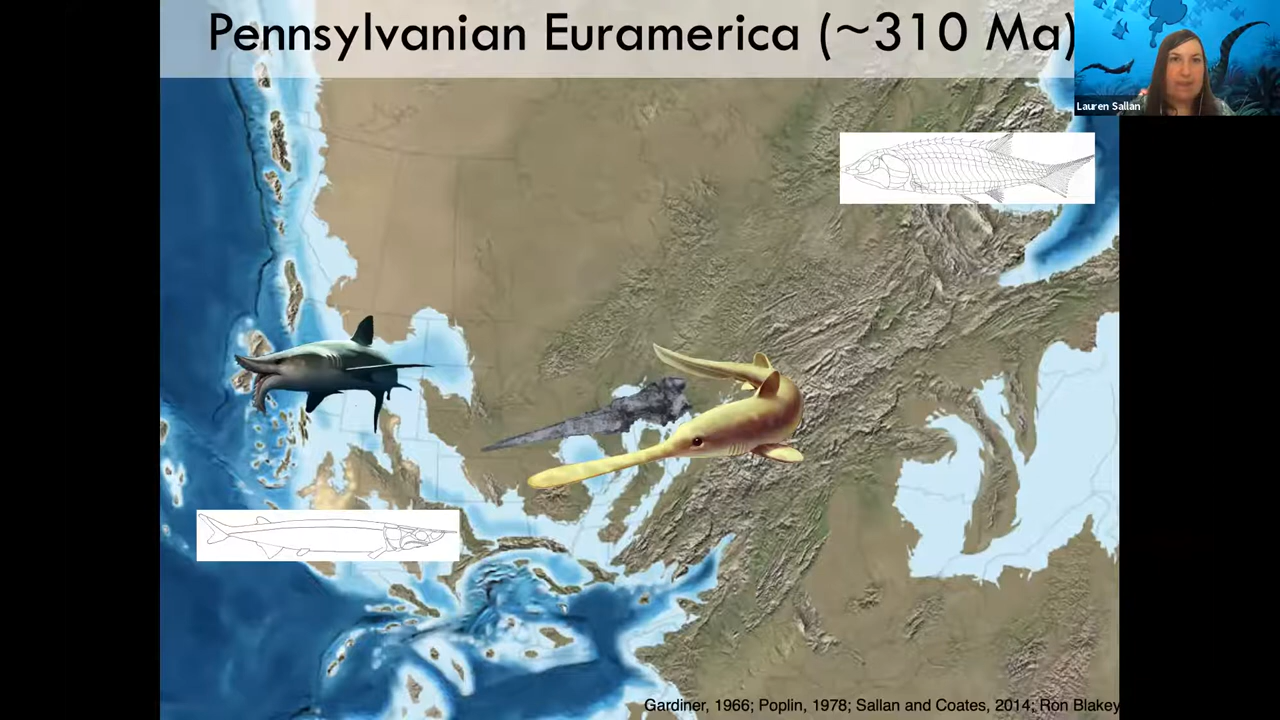 Pennsylvanian Euramerica (~310 Ma)
Lauren Sallan
Gardiner, 1966; Poplin, 1978; Sallan and Coates, 2014; Ron Blakey